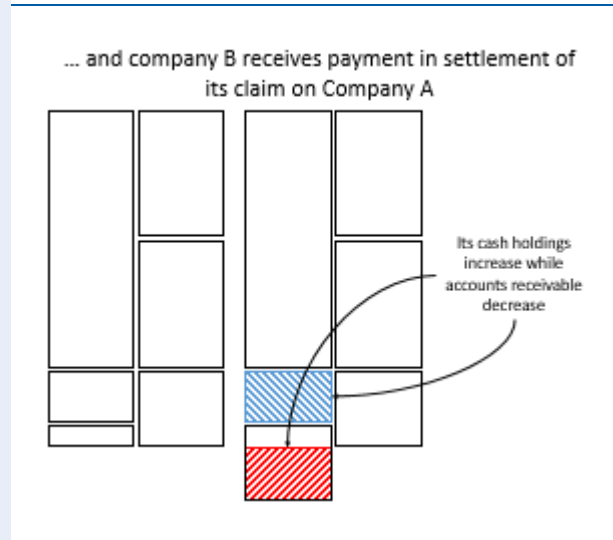 ... and company B receives payment in settlement of
its claim on Company A
Its cash holdings
increase while
accounts receivable
decrease